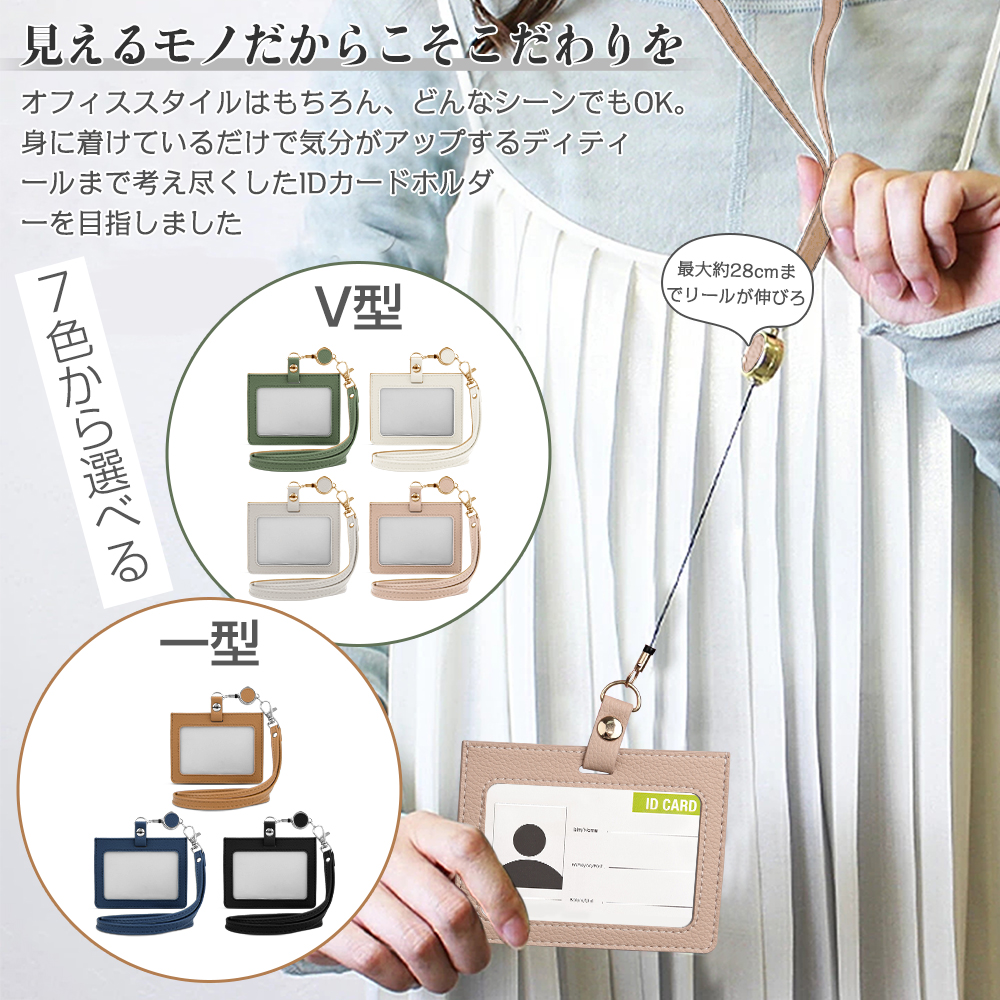 見えるモノだからこそこだわりを
オフィススタイルはもちろん、どんなシーンでもOK。
身に着けているだけで気分がアップするディティ
ールまで考え尽くしたIDカードホルダ
ーを目指しました
7色から選べる
V型
最大約28cmま
でリールが伸びろ
一型
ID CARD